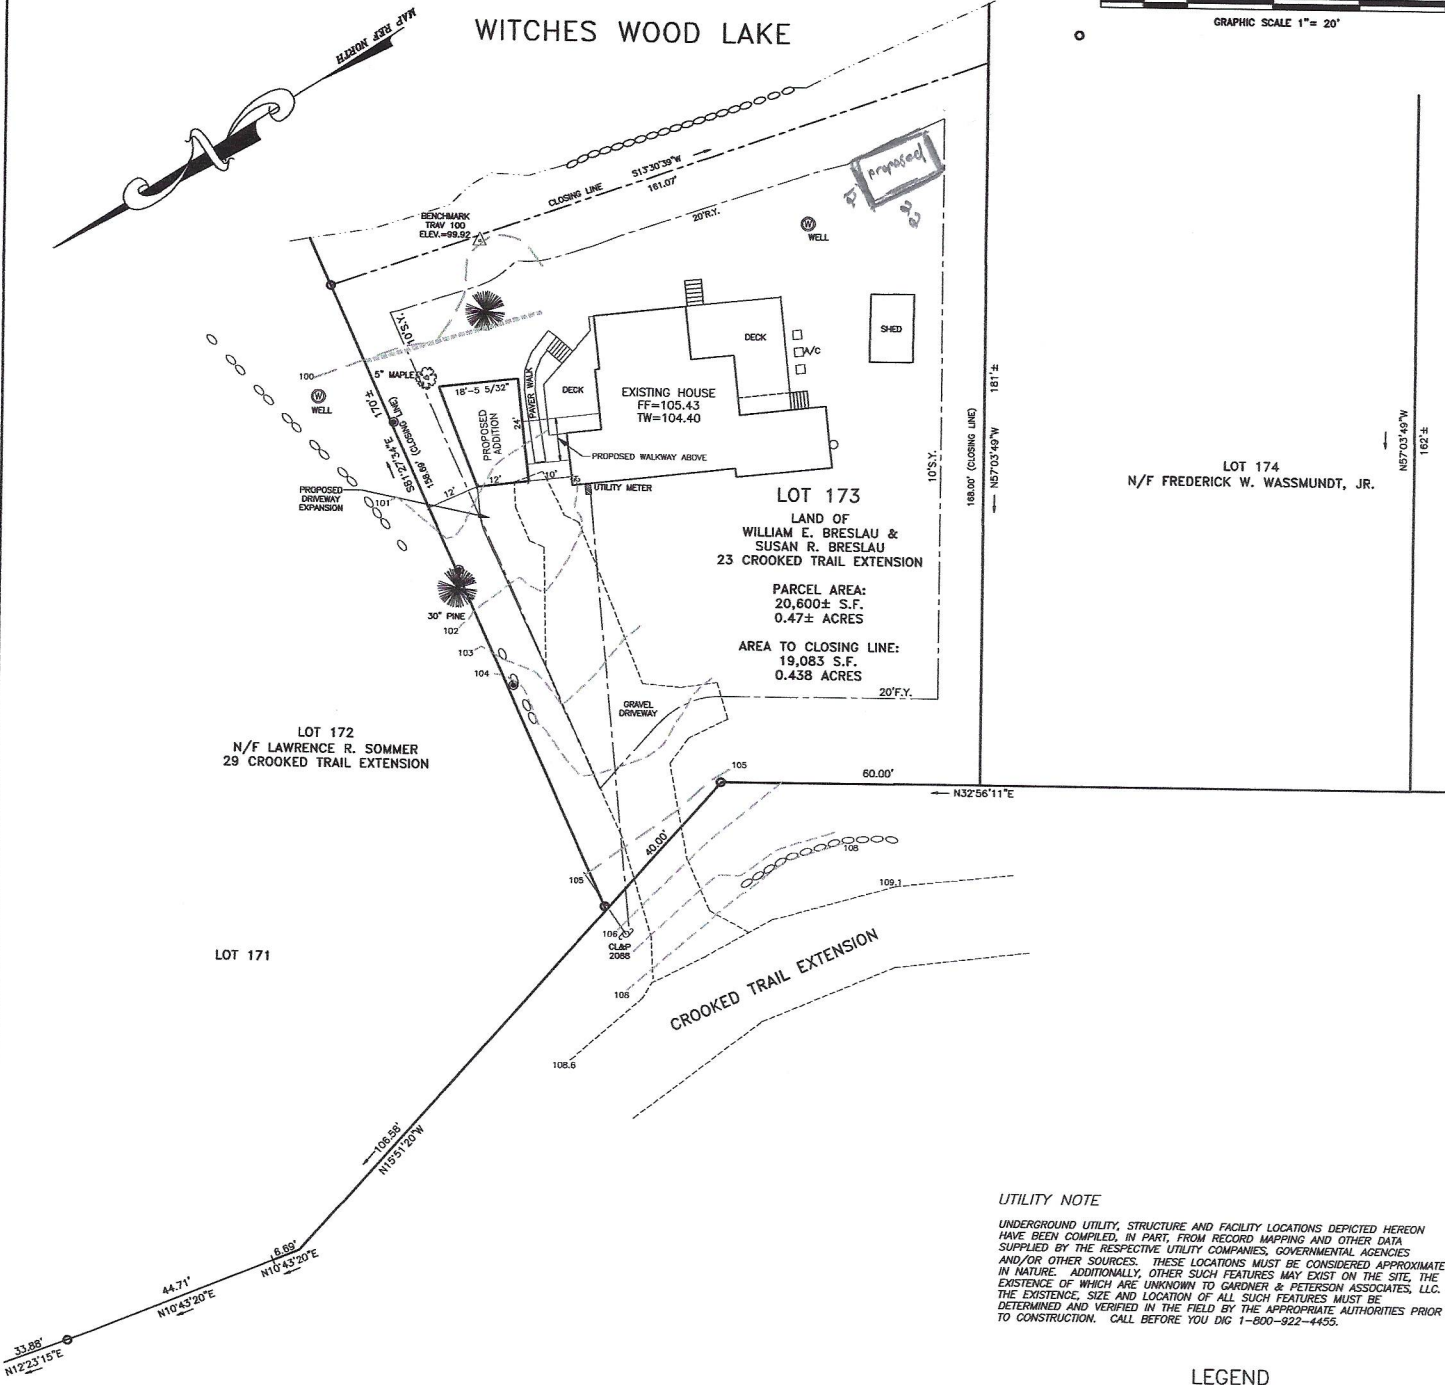 WITCHES WOOD LAKE
GRAPHIC SCALE 1"= 20'
MAP REF NORTH
N
CLOSING LINE
S13°30'39"W
161.07'
20'R.Y.
proposed
WELL
BENCHMARK
TRAV 100
ELEV.=99.92
10'S.Y.
100
5" MAPLE
WELL
170'±
S81°27'34"E
158.69' (CLOSING LINE)
18'-5 5/32"
PROPOSED
ADDITION
24'
PAVER WALK
DECK
EXISTING HOUSE
FF=105.43
TW=104.40
DECK
A/C
SHED
PROPOSED WALKWAY ABOVE
UTILITY METER
12'
12'
10'
PROPOSED
DRIVEWAY
EXPANSION
101
LOT 173
LAND OF
WILLIAM E. BRESLAU &
SUSAN R. BRESLAU
23 CROOKED TRAIL EXTENSION
PARCEL AREA:
20,600± S.F.
0.47± ACRES
AREA TO CLOSING LINE:
19,083 S.F.
0.438 ACRES
10'S.Y.
168.00' (CLOSING LINE)
N57°03'49"W
181'±
LOT 174
N/F FREDERICK W. WASSMUNDT, JR.
N57°03'49"W
162'±
30" PINE
102
103
104
20'F.Y.
GRAVEL
DRIVEWAY
LOT 172
N/F LAWRENCE R. SOMMER
29 CROOKED TRAIL EXTENSION
105
60.00'
N32°56'11"E
40.00'
105
108
109.1
106
CL&P
2088
108
CROOKED TRAIL EXTENSION
108.6
LOT 171
106.58'
N15°51'20"W
6.69'
N10°43'20"E
44.71'
N10°43'20"E
33.88'
N12°23'15"E
UTILITY NOTE
UNDERGROUND UTILITY, STRUCTURE AND FACILITY LOCATIONS DEPICTED HEREON
HAVE BEEN COMPILED, IN PART, FROM RECORD MAPPING AND OTHER DATA
SUPPLIED BY THE RESPECTIVE UTILITY COMPANIES, GOVERNMENTAL AGENCIES
AND/OR OTHER SOURCES. THESE LOCATIONS MUST BE CONSIDERED APPROXIMATE
IN NATURE. ADDITIONALLY, OTHER SUCH FEATURES MAY EXIST ON THE SITE, THE
EXISTENCE OF WHICH ARE UNKNOWN TO GARDNER & PETERSON ASSOCIATES, LLC.
THE EXISTENCE, SIZE AND LOCATION OF ALL SUCH FEATURES MUST BE
DETERMINED AND VERIFIED IN THE FIELD BY THE APPROPRIATE AUTHORITIES PRIOR
TO CONSTRUCTION. CALL BEFORE YOU DIG 1-800-922-4455.
LEGEND